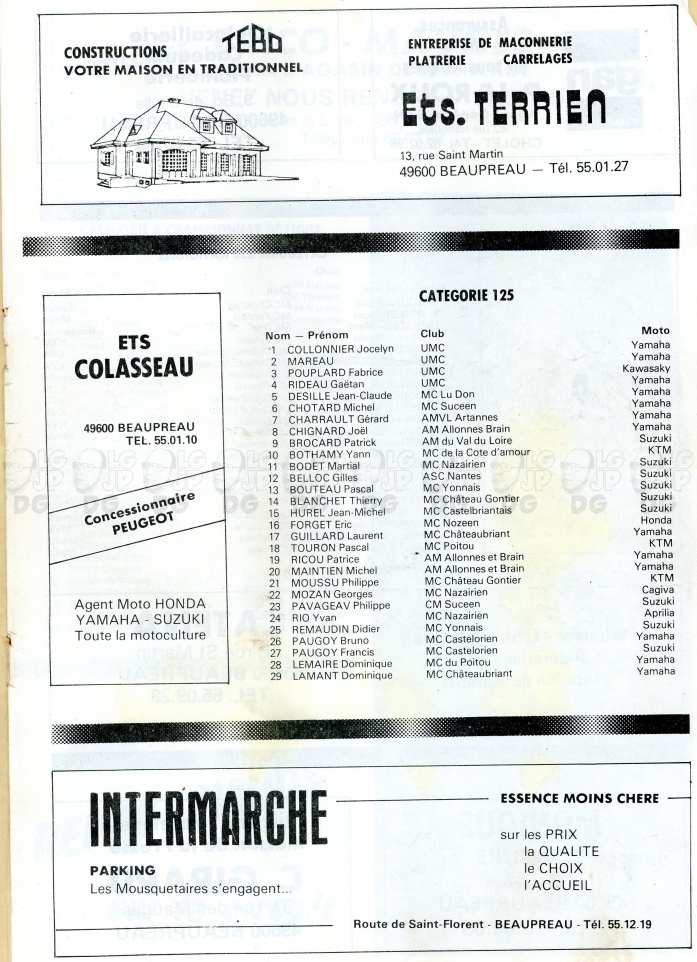 CONSTRUCTIONS TEBO
VOTRE MAISON EN TRADITIONNEL
ENTREPRISE DE MACONNERIE
PLATRERIE CARRELAGES
Ets. TERRIEN
13, rue Saint Martin
49600 BEAUPREAU — Tél. 55.01.27
ETS
COLASSEAU
49600 BEAUPREAU
TEL. 55.01.10
Concessionnaire
PEUGEOT
Agent Moto HONDA
YAMAHA - SUZUKI
Toute la motoculture
CATEGORIE 125
Nom — Prénom Club Moto
1 COLLONNIER Jocelyn UMC Yamaha
2 MAREAU UMC Yamaha
3 POUPLARD Fabrice UMC Kawasaky
4 RIDEAU Gaëtan UMC Yamaha
5 DESILLE Jean-Claude MC Lu Don Yamaha
6 CHOTARD Michel MC Suceen Yamaha
7 CHARRUAULT Gérard AMVL Artannes Yamaha
8 CHIGNARD Joël AM Allonnes Brain Yamaha
9 BROCARD Patrick AM du Val du Loire Suzuki
10 BOTHAMY Yann MC de la Cote d'amour KTM
11 BODET Martial MC Nazairien Suzuki
12 BELLOC Gilles ASC Nantes Suzuki
13 BOUTEAU Pascal MC Yonnais Suzuki
14 BLANCHET Thierry MC Château Gontier Suzuki
15 HUREL Jean-Michel MC Castelbriantais Suzuki
16 FORGET Eric MC Nozeen Honda
17 GUILLARD Laurent MC Châteaubriant Yamaha
18 TOURON Pascal MC Poitou KTM
19 RICOU Patrice AM Allonnes et Brain Yamaha
20 MAINTIEN Michel AM Allonnes et Brain Yamaha
21 MOUSSU Philippe MC Château Gontier KTM
22 MOZAN Georges MC Nazairien Cagiva
23 PAVAGEAV Philippe CM Suceen Suzuki
24 RIO Yvan MC Nazairien Aprilia
25 REMAUDIN Didier MC Yonnais Suzuki
26 PAUGOY Bruno MC Castelorien Yamaha
27 PAUGOY Francis MC Castelorien Suzuki
28 LEMAIRE Dominique MC du Poitou Yamaha
29 LAMANT Dominique MC Châteaubriant Yamaha
INTERMARCHE
PARKING
Les Mousquetaires s'engagent...
ESSENCE MOINS CHERE
sur les PRIX
la QUALITE
le CHOIX
l'ACCUEIL
Route de Saint-Florent - BEAUPREAU - Tél. 55.12.19